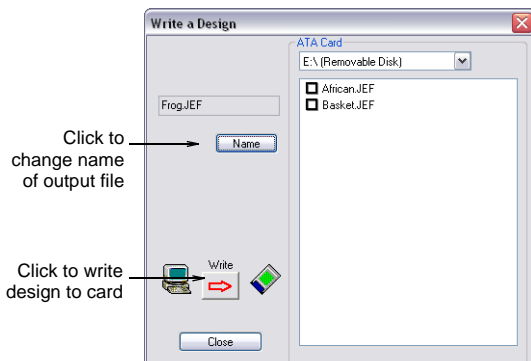 Write a Design
ATA Card
E:\ (Removable Disk)
African.JEF
Basket.JEF
Frog.JEF
Name
Click to
change name
of output file
Write
Click to write
design to card
Close